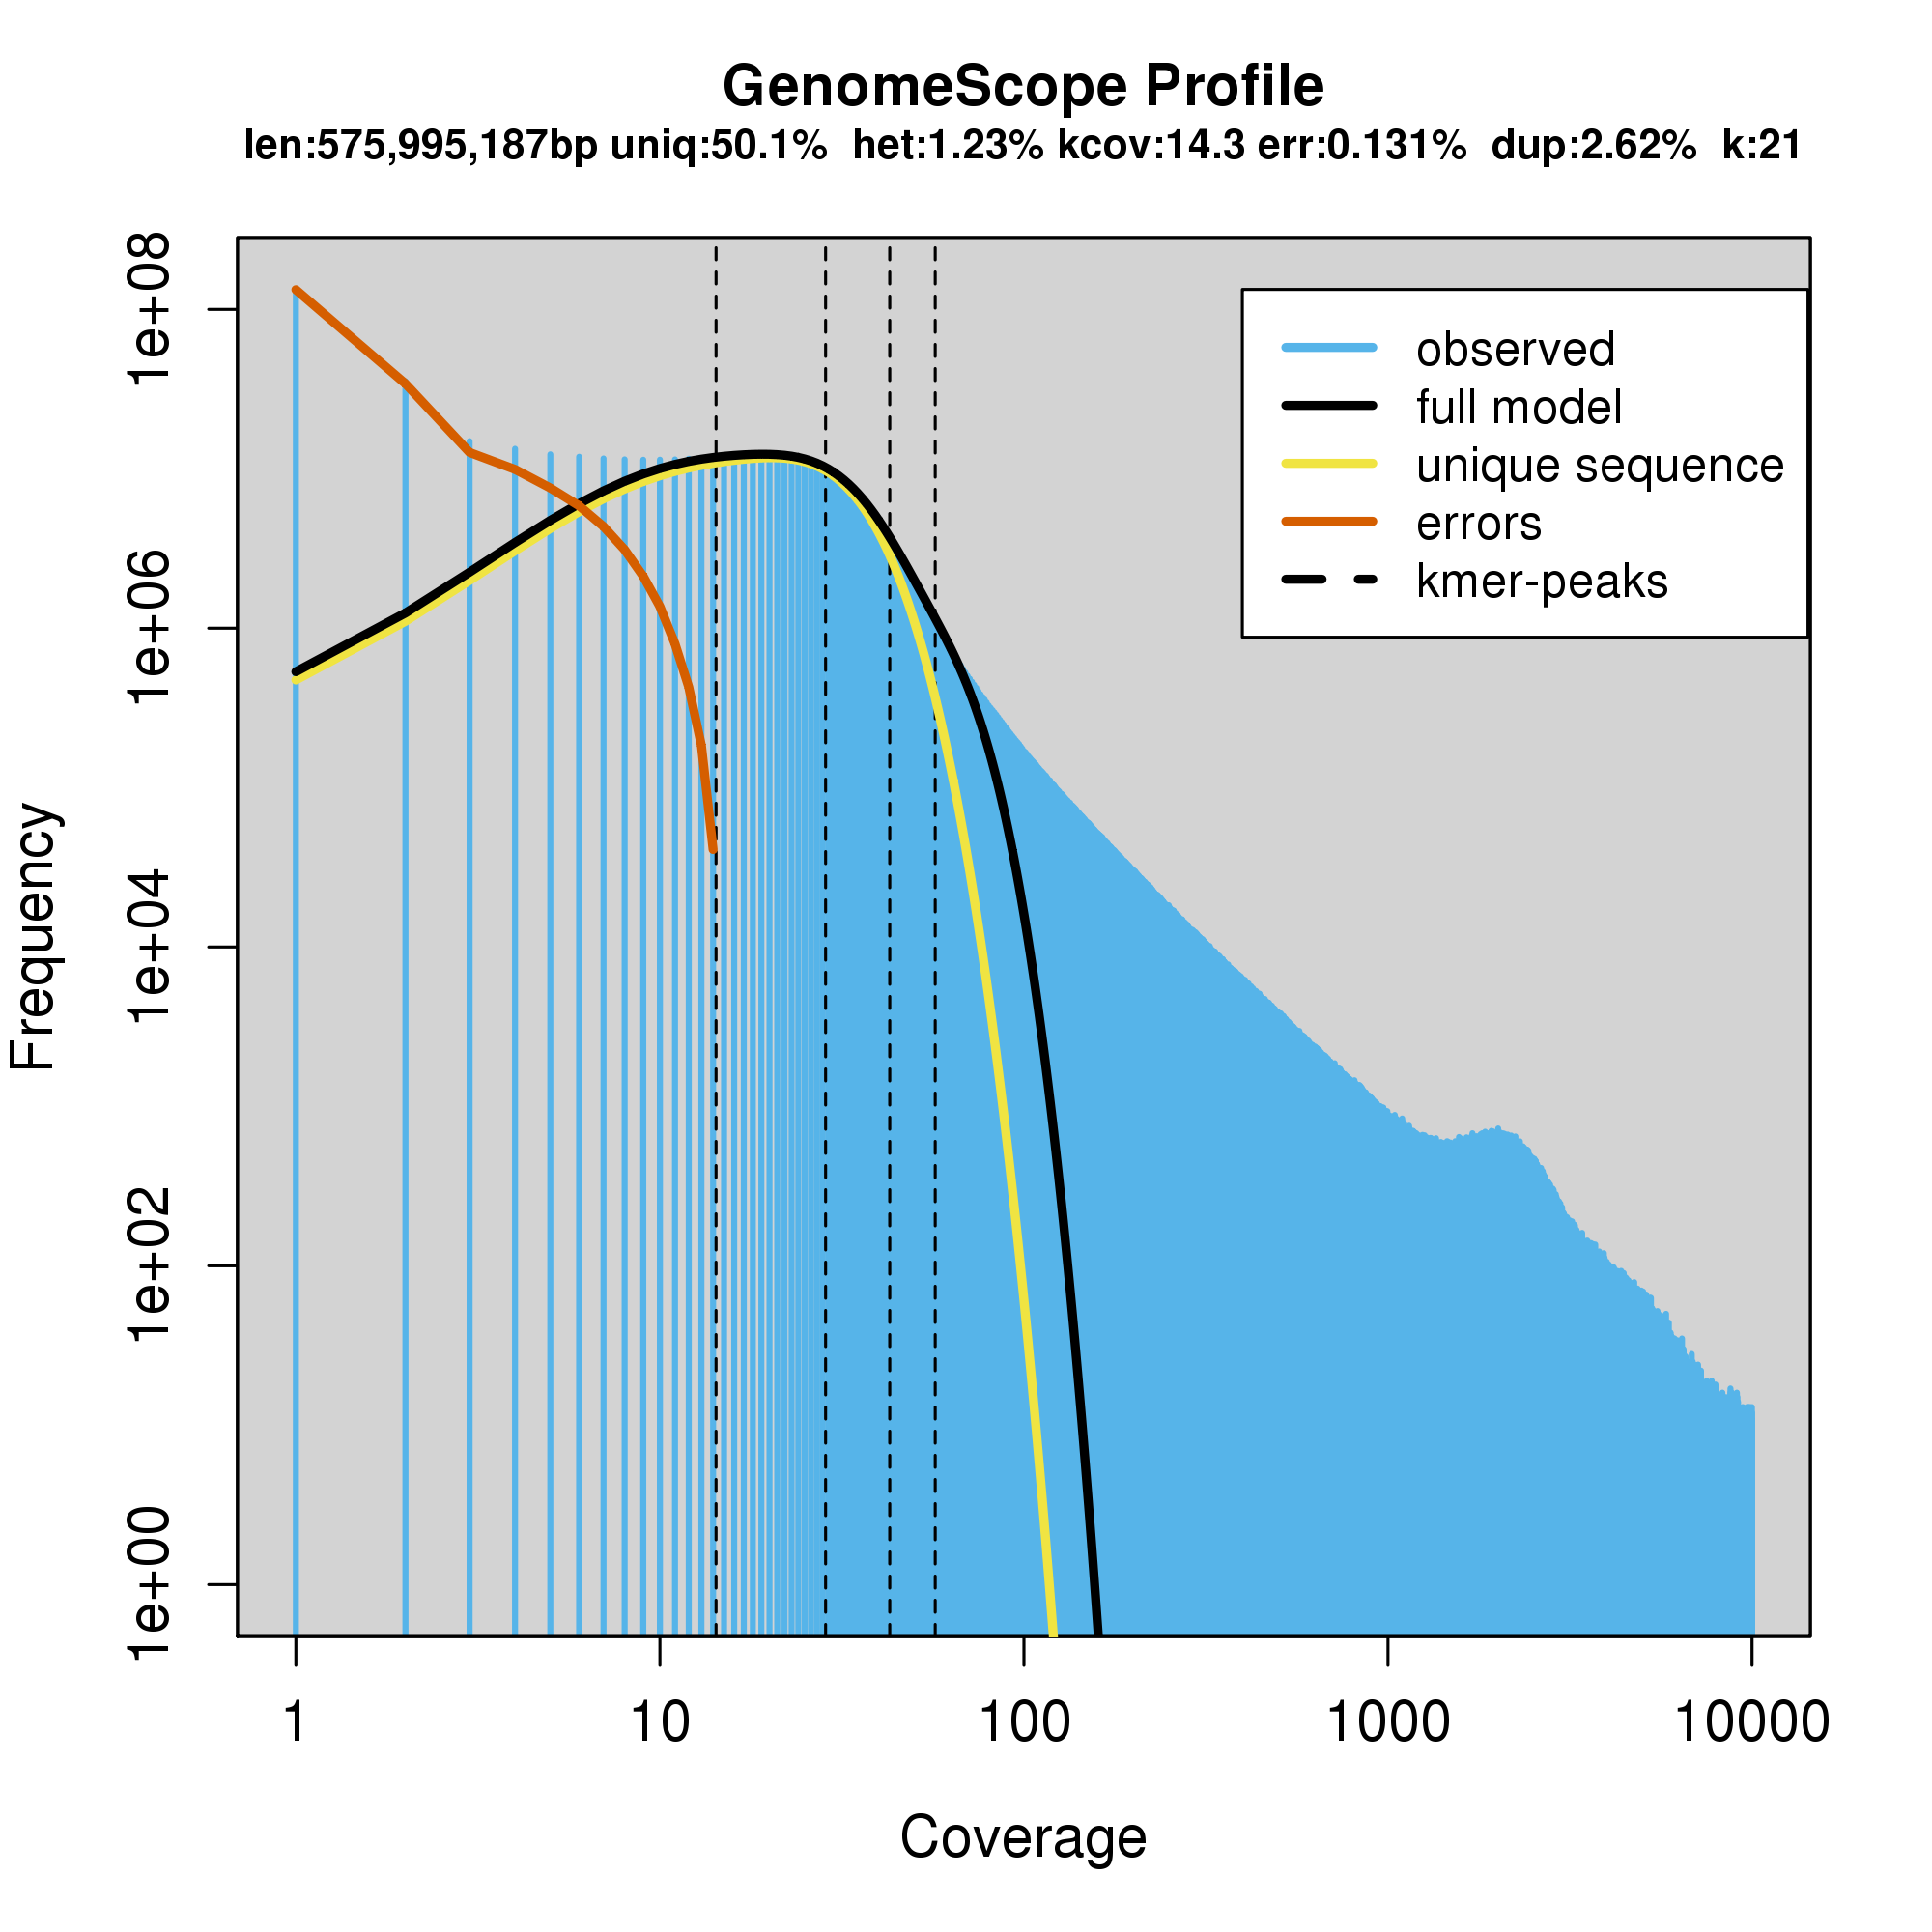 GenomeScope Profile
len:575,995,187bp uniq:50.1%  het:1.23% kcov:14.3 err:0.131%  dup:2.62%  k:21
observed
full model
unique sequence
errors
kmer-peaks
Frequency
1e+08
1e+06
1e+04
1e+02
1e+00
1 10 100 1000 10000
Coverage